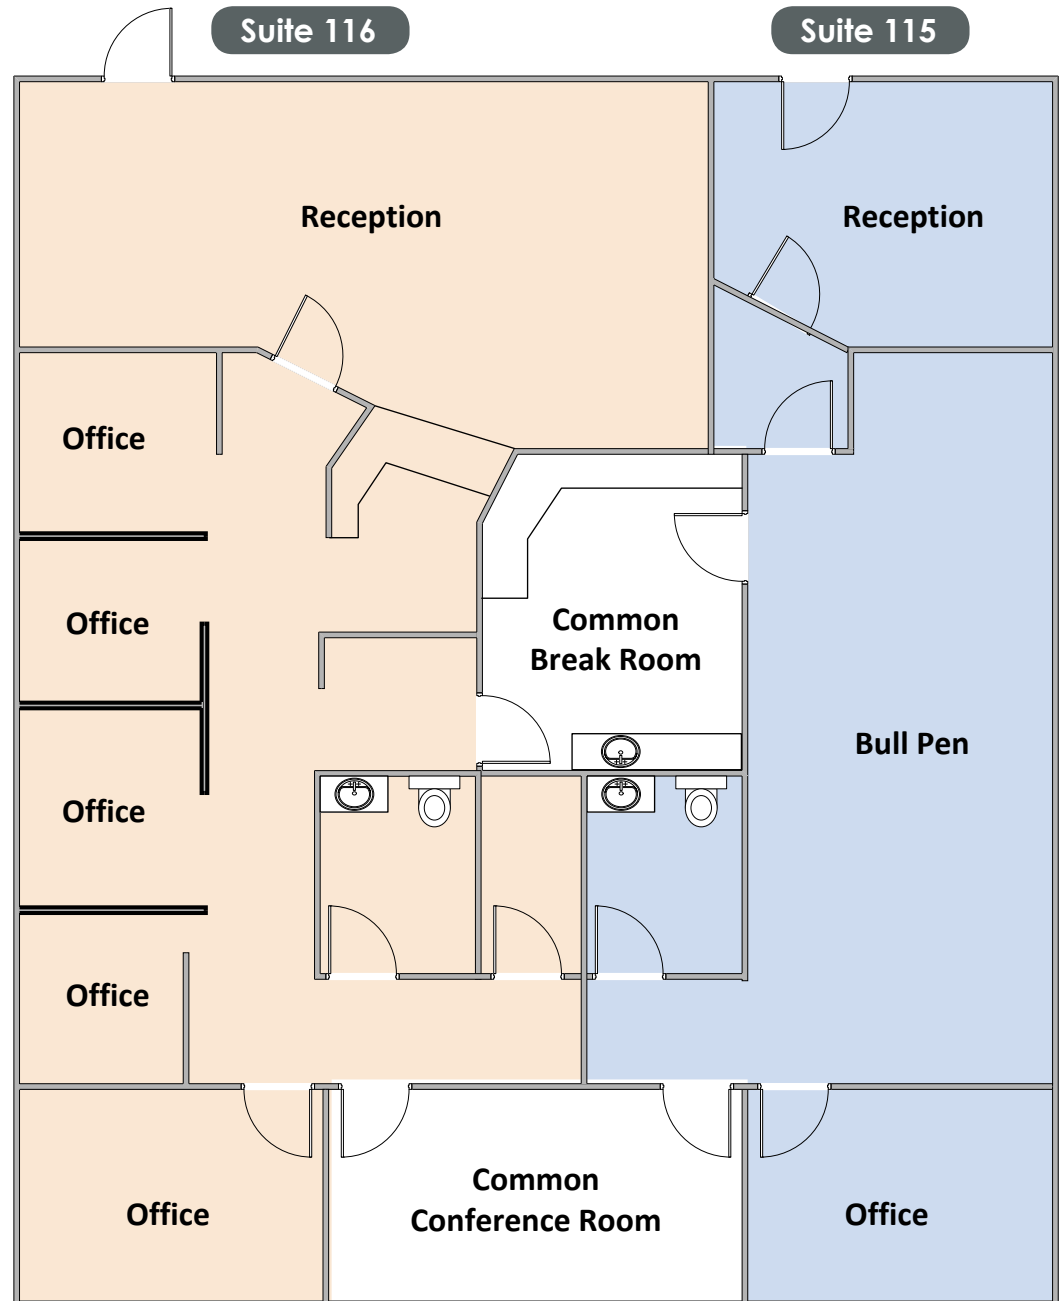 Suite 116
Suite 115
Reception
Reception
Office
Office
Common
Break Room
Bull Pen
Office
Office
Common
Conference Room
Office
Office